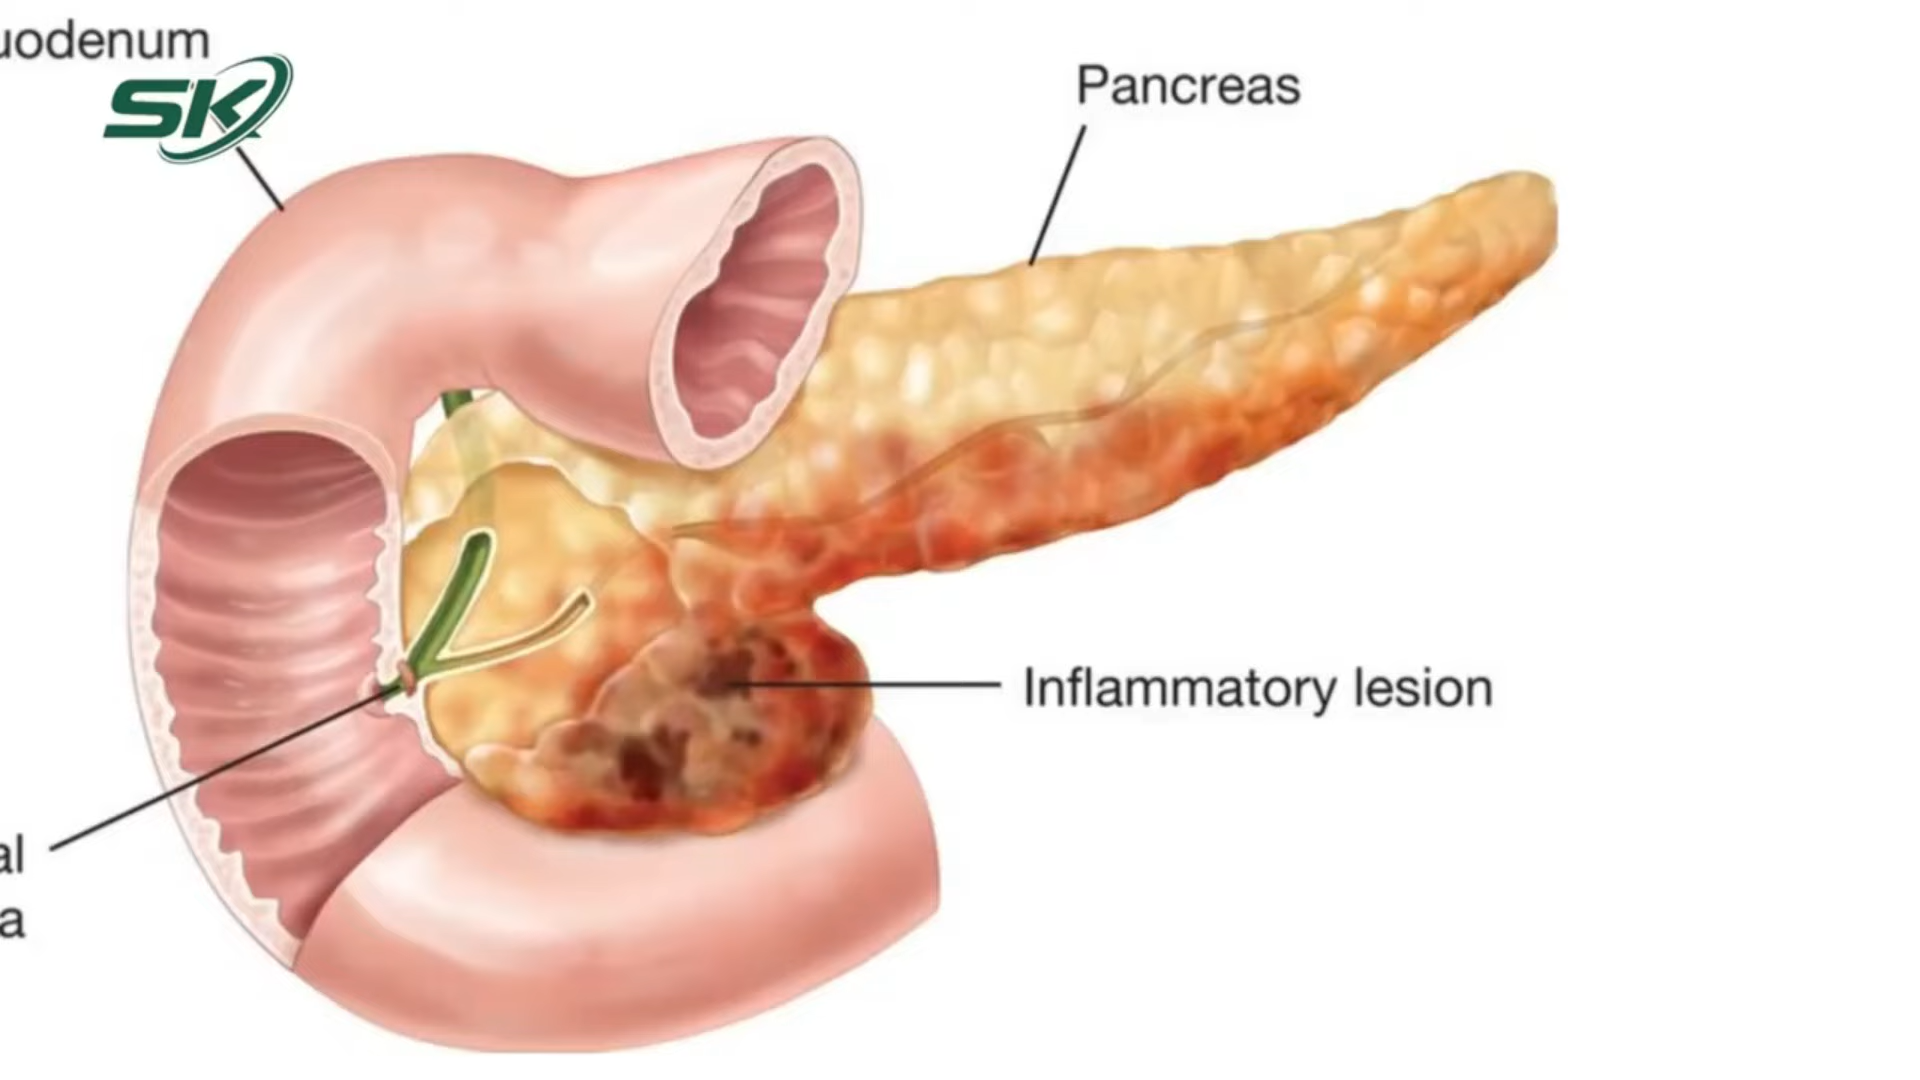 uodenum
SK
Pancreas
Inflammatory lesion
al
a